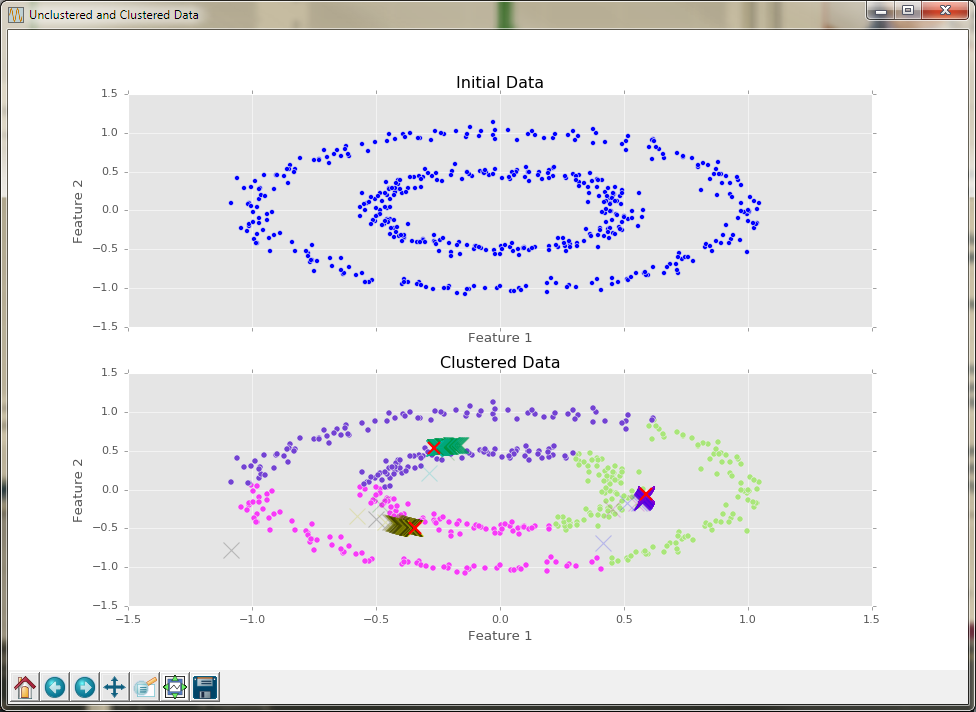 Unclustered and Clustered Data
Initial Data
1.5
1.0
0.5
0.0
−0.5
−1.0
−1.5
Feature 2
Feature 1
Clustered Data
1.5
1.0
0.5
0.0
−0.5
−1.0
−1.5
Feature 2
−1.5 −1.0 −0.5 0.0 0.5 1.0 1.5
Feature 1